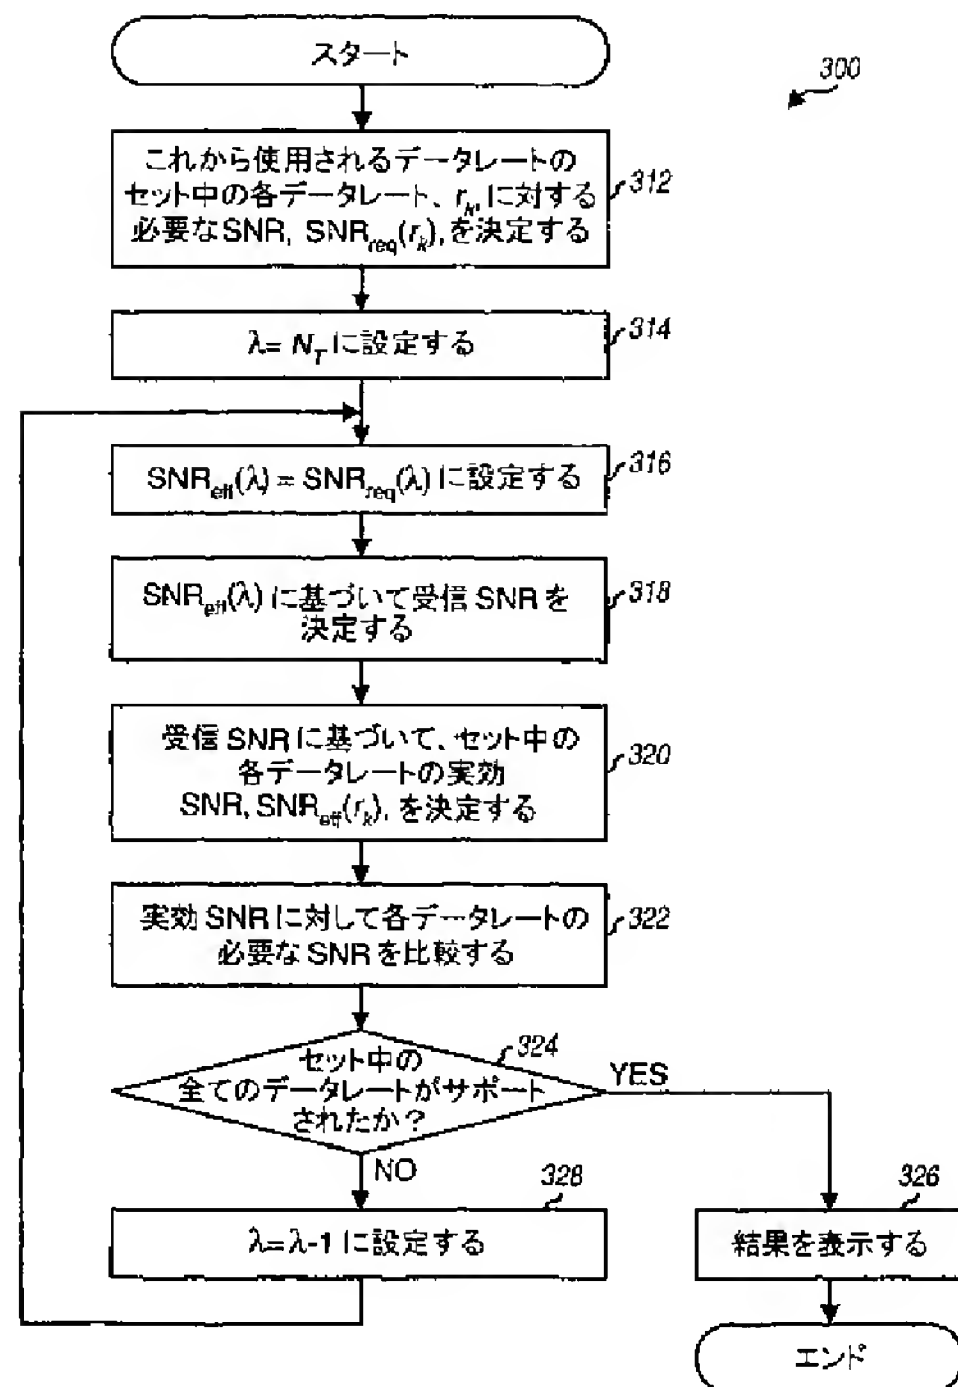 スタート
300
これから使用されるデータレートの
セット中の各データレート、r_k, に対する
必要なSNR, SNR_req(r_k), を決定する
312
λ= N_T に設定する
314
SNR_eff(λ) = SNR_req(λ) に設定する
316
SNR_eff(λ) に基づいて受信 SNR を
決定する
318
受信 SNR に基づいて、セット中の
各データレートの実効
SNR, SNR_eff(r_k), を決定する
320
実効 SNR に対して各データレートの
必要な SNR を比較する
322
セット中の
全てのデータレートがサポート
されたか？
324
YES
NO
λ=λ-1 に設定する
328
結果を表示する
326
エンド